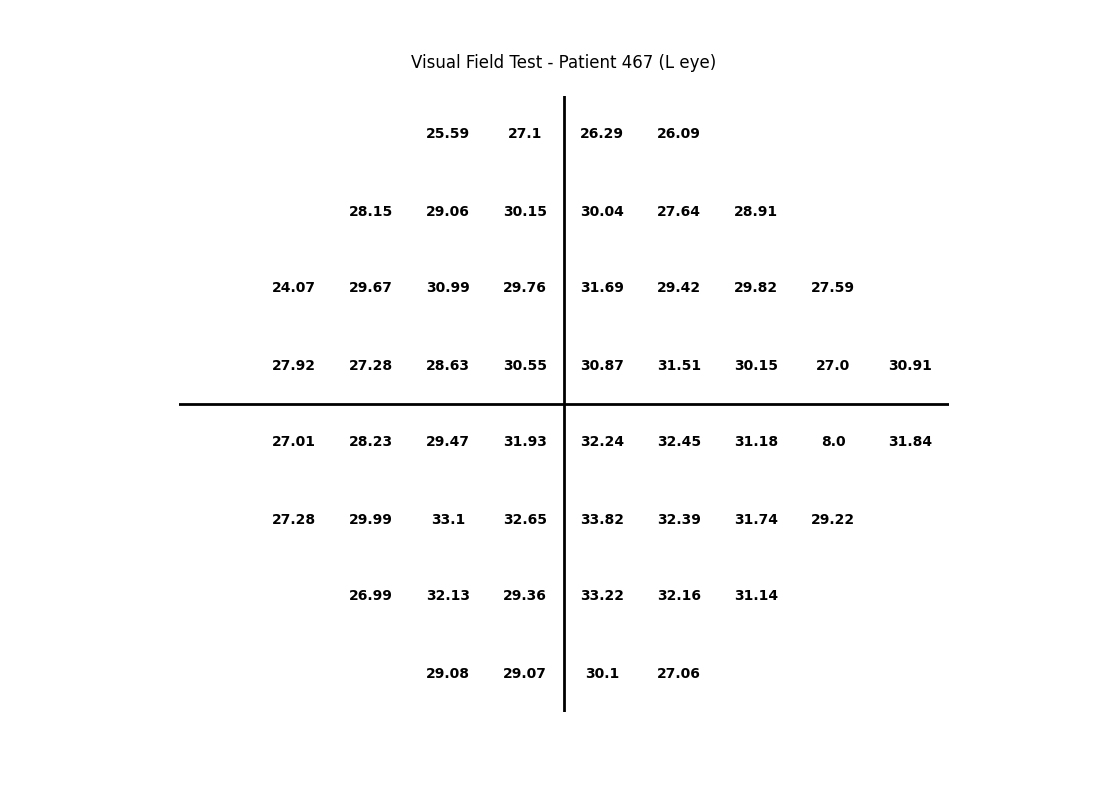 Visual Field Test - Patient 467 (L eye)
25.59 27.1 26.29 26.09
28.15 29.06 30.15 30.04 27.64 28.91
24.07 29.67 30.99 29.76 31.69 29.42 29.82 27.59
27.92 27.28 28.63 30.55 30.87 31.51 30.15 27.0 30.91
27.01 28.23 29.47 31.93 32.24 32.45 31.18 8.0 31.84
27.28 29.99 33.1 32.65 33.82 32.39 31.74 29.22
26.99 32.13 29.36 33.22 32.16 31.14
29.08 29.07 30.1 27.06